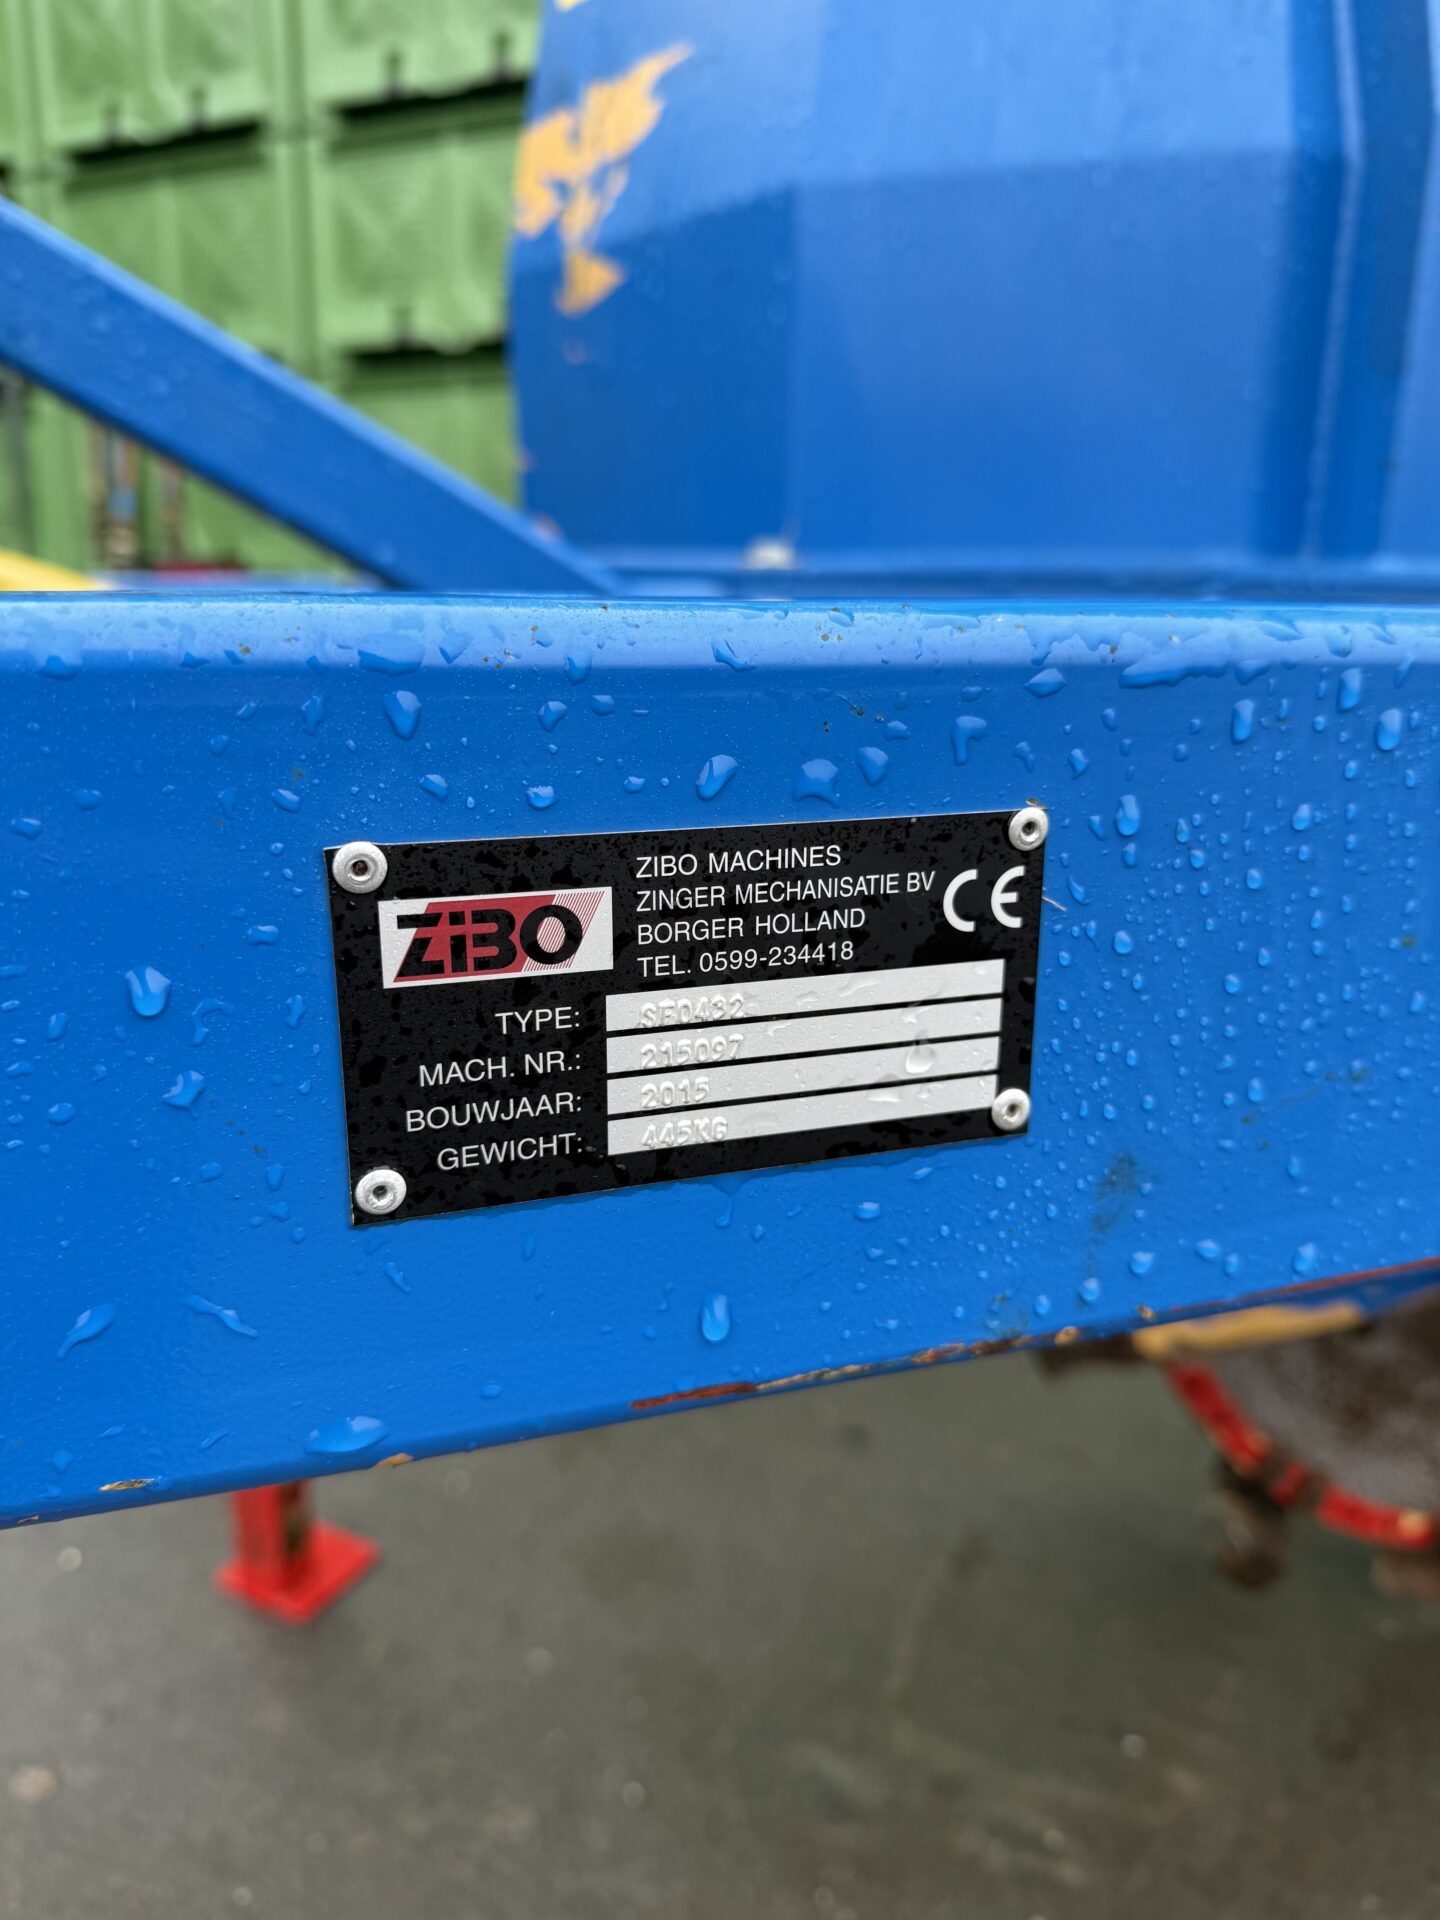 ZIBO MACHINES
ZINGER MECHANISATIE BV
BORGER HOLLAND
TEL. 0599-234418
CE
ZIBO
TYPE: SF0432
MACH. NR.: 215097
BOUWJAAR: 2015
GEWICHT: 445KG